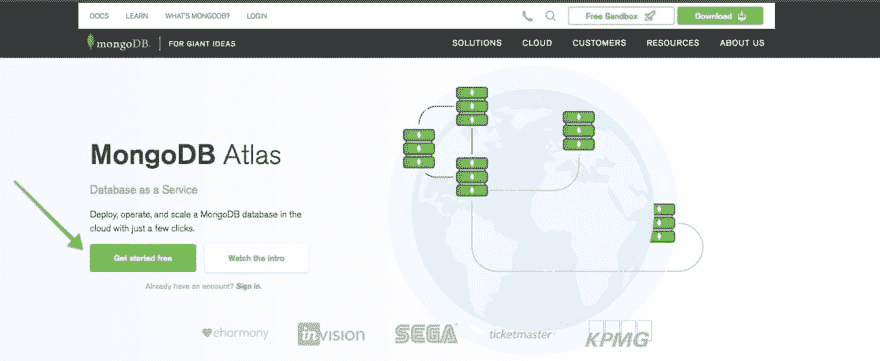 DOCS LEARN WHAT'S MONGODB? LOGIN Free Sandbox Download
mongoDB. FOR GIANT IDEAS SOLUTIONS CLOUD CUSTOMERS RESOURCES ABOUT US
MongoDB Atlas
Database as a Service
Deploy, operate, and scale a MongoDB database in the
cloud with just a few clicks.
Get started free Watch the intro
Already have an account? Sign in.
eharmony invision SEGA ticketmaster KPMG